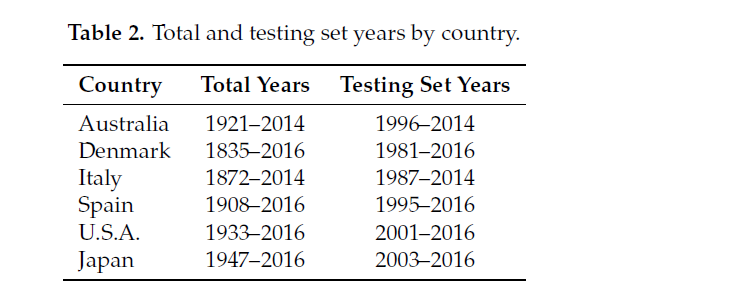 Table 2. Total and testing set years by country.
Country Total Years Testing Set Years
Australia 1921–2014 1996–2014
Denmark 1835–2016 1981–2016
Italy 1872–2014 1987–2014
Spain 1908–2016 1995–2016
U.S.A. 1933–2016 2001–2016
Japan 1947–2016 2003–2016